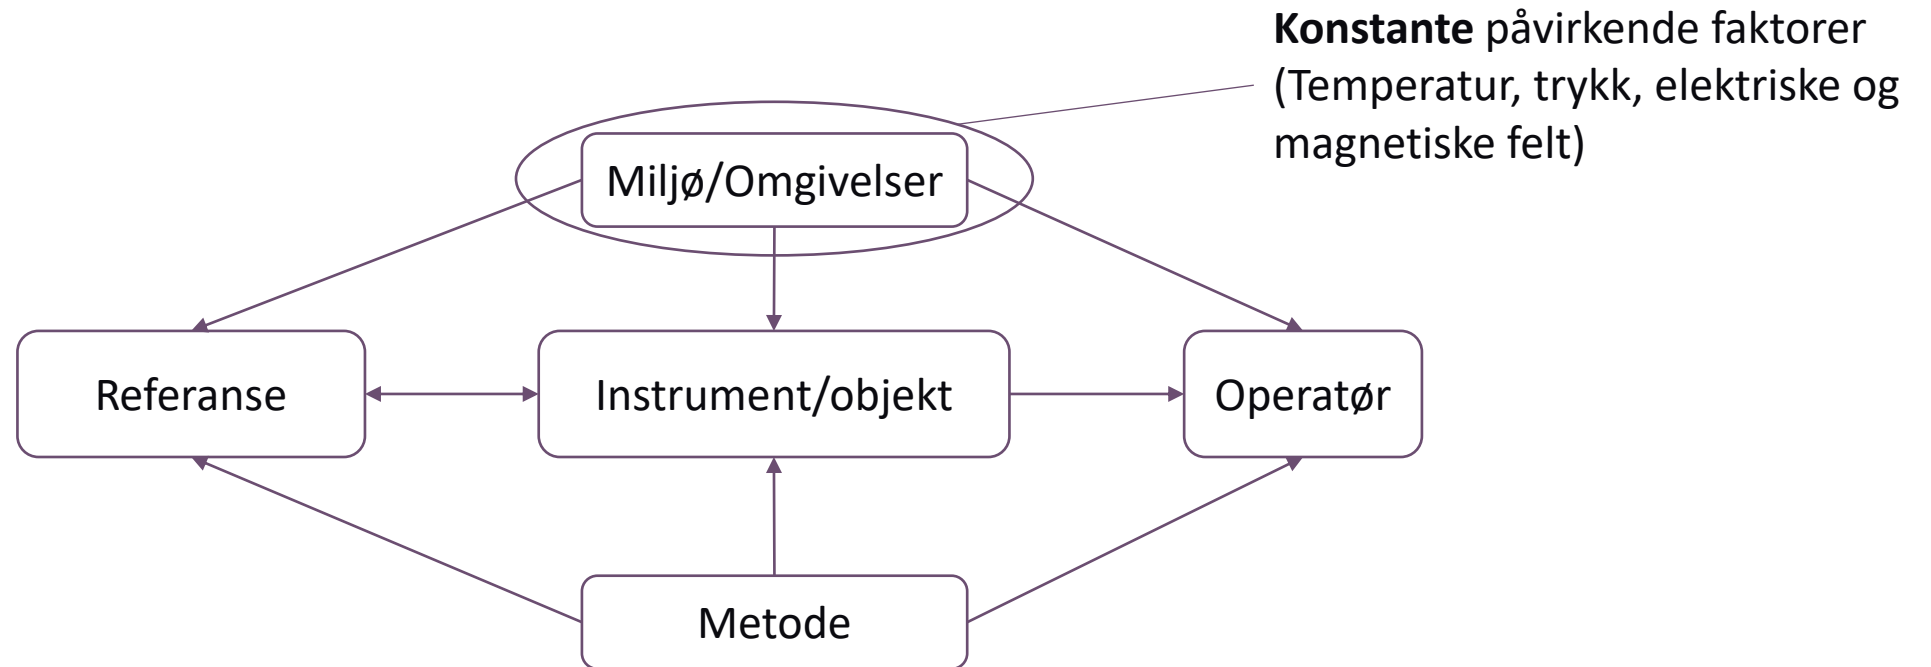 Konstante påvirkende faktorer
(Temperatur, trykk, elektriske og
magnetiske felt)
Miljø/Omgivelser
Referanse
Instrument/objekt
Operatør
Metode